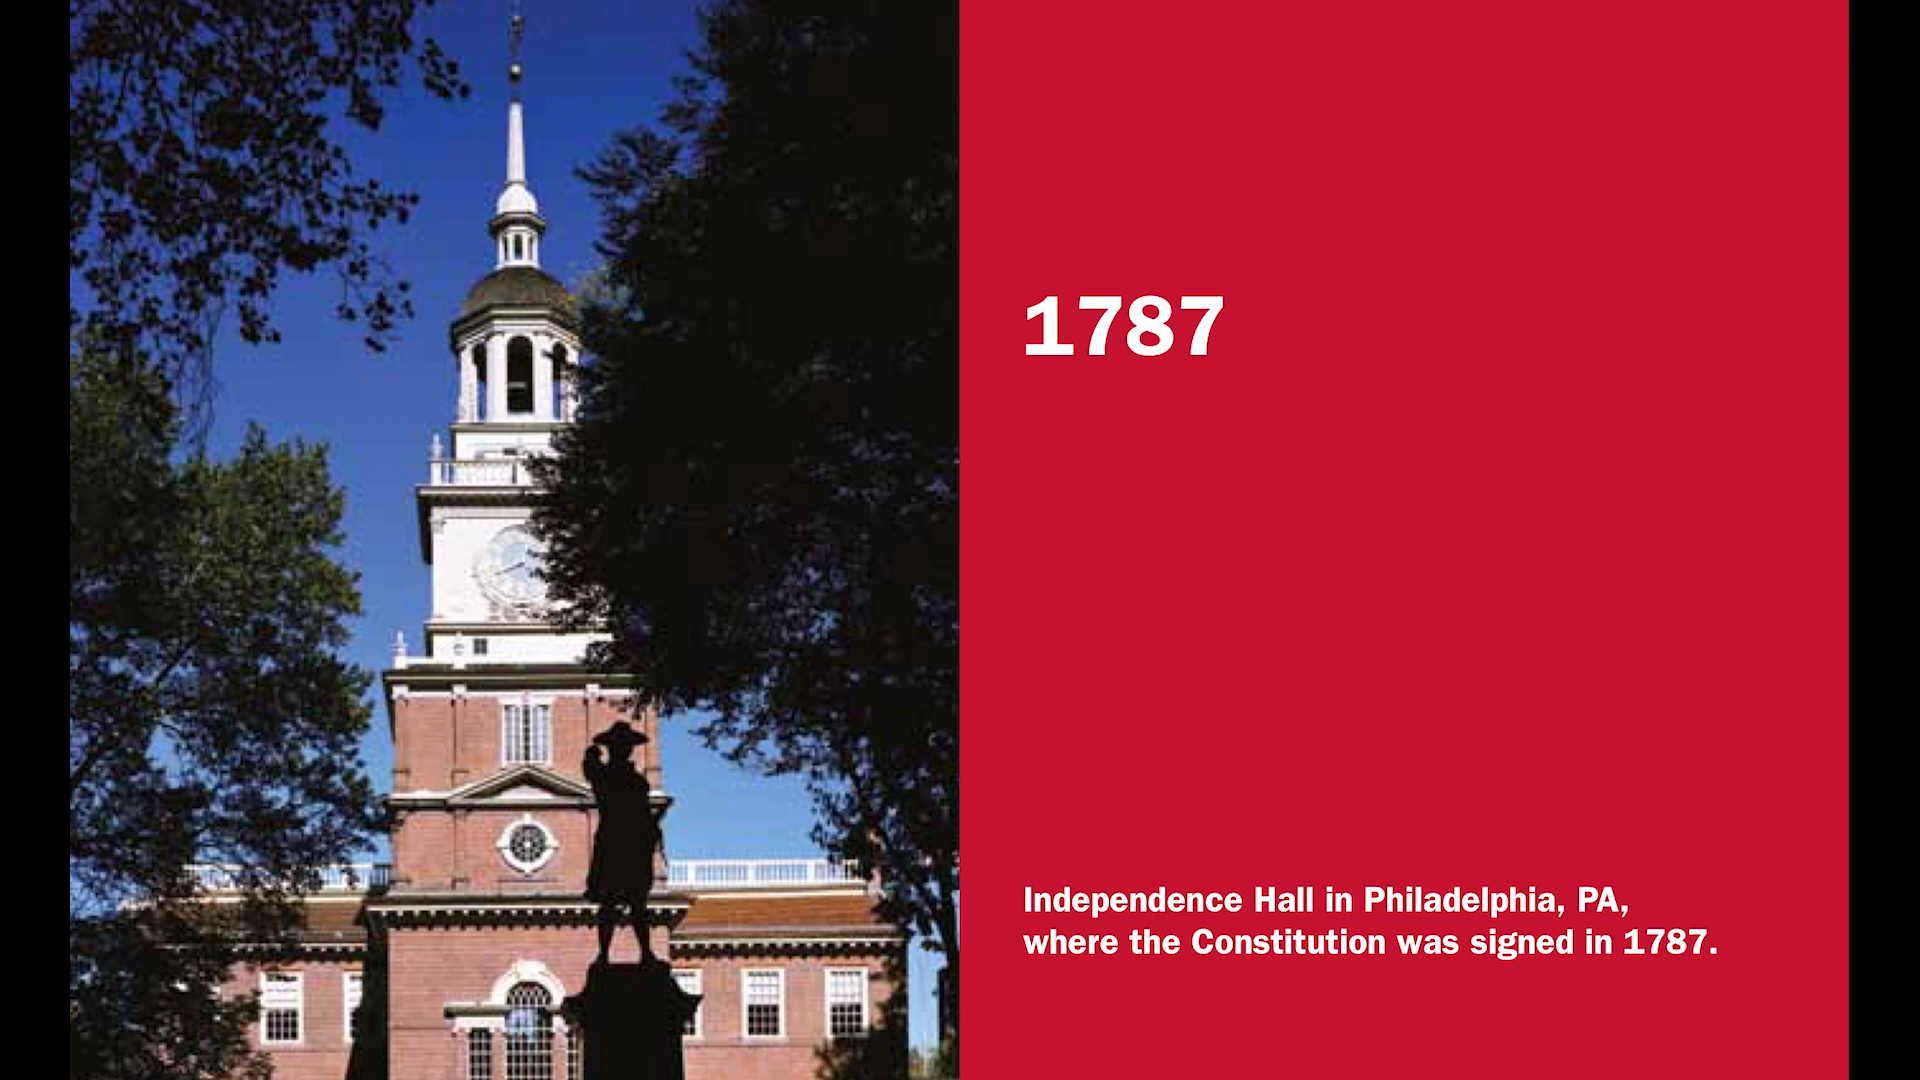 1787
Independence Hall in Philadelphia, PA,
where the Constitution was signed in 1787.